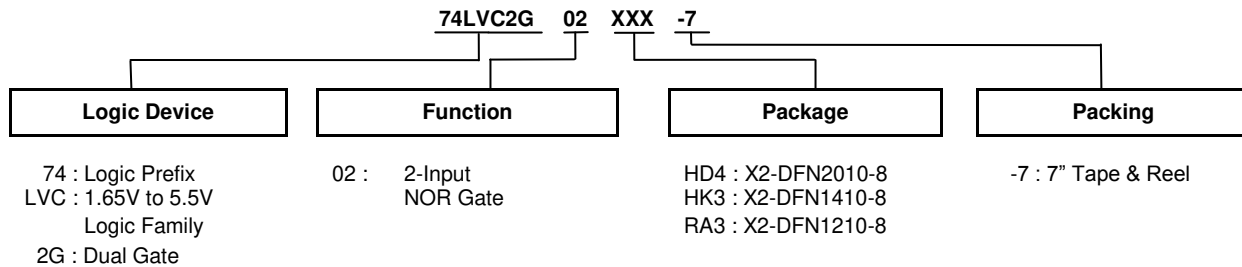 74LVC2G 02 XXX -7
Logic Device Function Package Packing
74 : Logic Prefix 02 : 2-Input HD4 : X2-DFN2010-8 -7 : 7” Tape & Reel
LVC : 1.65V to 5.5V NOR Gate HK3 : X2-DFN1410-8
Logic Family RA3 : X2-DFN1210-8
2G : Dual Gate